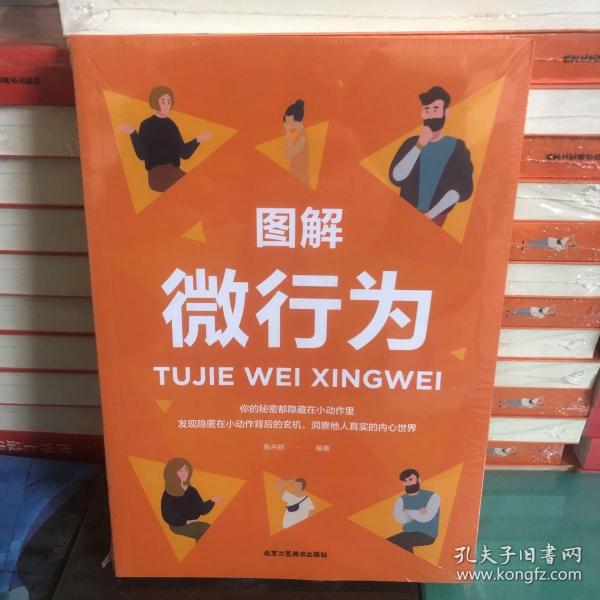 图解
微行为
TUJIE WEI XINGWEI
你的秘密都隐藏在小动作里
发现隐匿在小动作背后的玄机，洞察他人真实的内心世界
张卉妍 编著
北京工艺美术出版社
孔夫子旧书网
www.kongfz.com